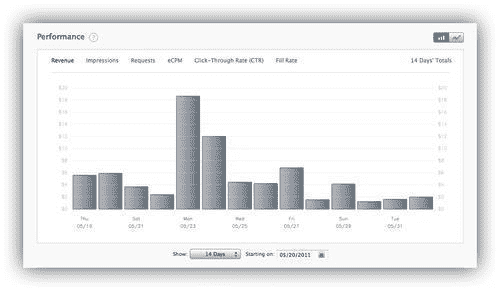 Performance ?
Revenue Impressions Requests eCPM Click-Through Rate (CTR) Fill Rate 14 Days' Totals
$20 $20
$18 $18
$16 $16
$14 $14
$12 $12
$10 $10
$8 $8
$6 $6
$4 $4
$2 $2
$0 $0
Thu Sat Mon Wed Fri Sun Tue
05/19 05/21 05/23 05/25 05/27 05/29 05/31
Show: 14 Days Starting on: 05/20/2011